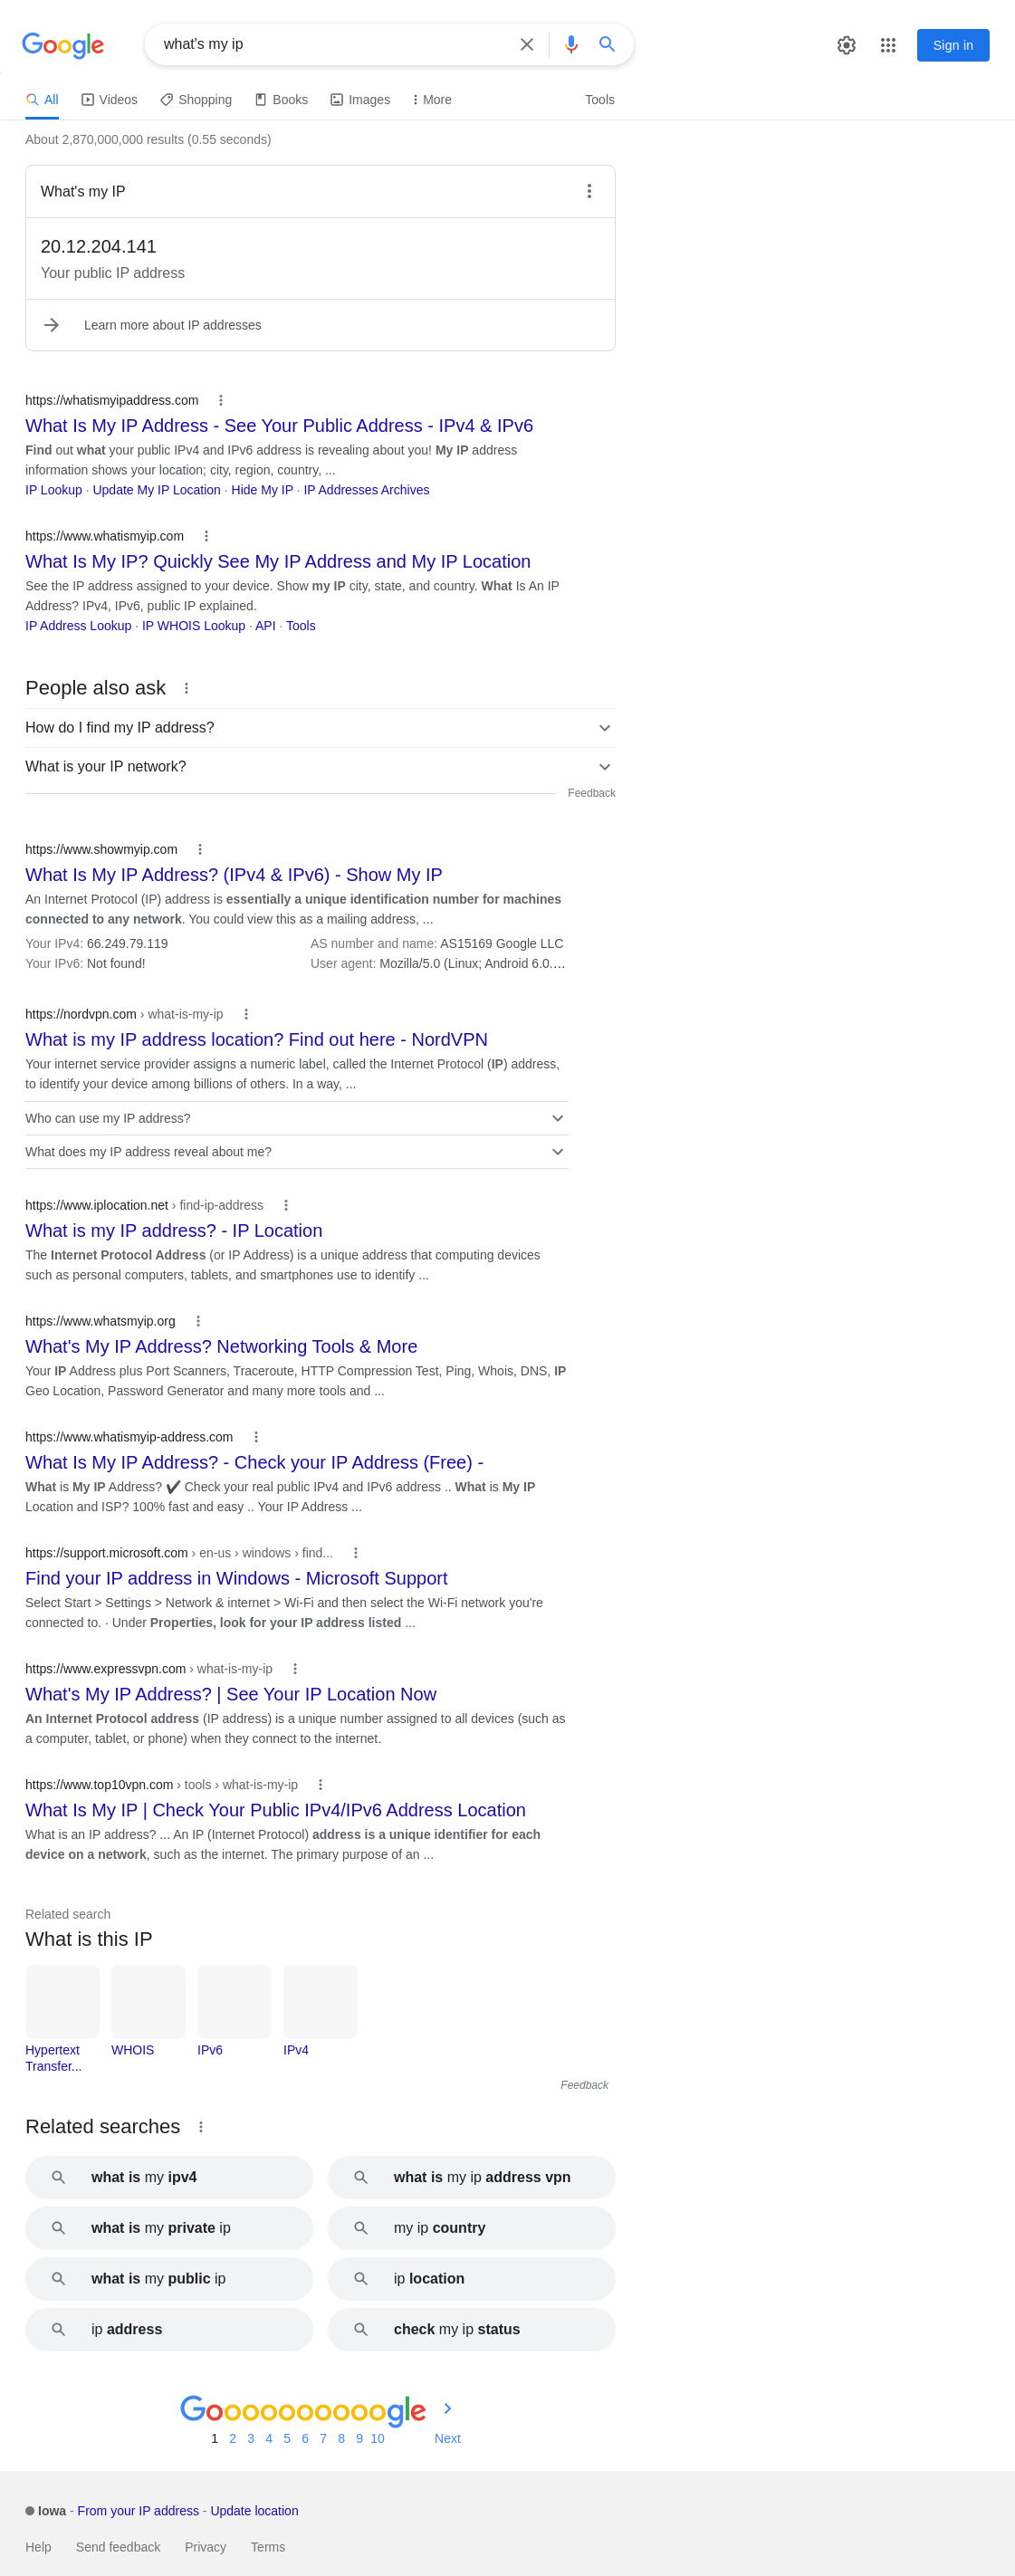 Google
what's my ip
Sign in
All
Videos
Shopping
Books
Images
More
Tools
About 2,870,000,000 results (0.55 seconds)
What's my IP
20.12.204.141
Your public IP address
Learn more about IP addresses
https://whatismyipaddress.com
What Is My IP Address - See Your Public Address - IPv4 & IPv6
Find out what your public IPv4 and IPv6 address is revealing about you! My IP address
information shows your location; city, region, country, ...
IP Lookup · Update My IP Location · Hide My IP · IP Addresses Archives
https://www.whatismyip.com
What Is My IP? Quickly See My IP Address and My IP Location
See the IP address assigned to your device. Show my IP city, state, and country. What Is An IP
Address? IPv4, IPv6, public IP explained.
IP Address Lookup · IP WHOIS Lookup · API · Tools
People also ask
How do I find my IP address?
What is your IP network?
Feedback
https://www.showmyip.com
What Is My IP Address? (IPv4 & IPv6) - Show My IP
An Internet Protocol (IP) address is essentially a unique identification number for machines
connected to any network. You could view this as a mailing address, ...
Your IPv4: 66.249.79.119
AS number and name: AS15169 Google LLC
Your IPv6: Not found!
User agent: Mozilla/5.0 (Linux; Android 6.0....
https://nordvpn.com › what-is-my-ip
What is my IP address location? Find out here - NordVPN
Your internet service provider assigns a numeric label, called the Internet Protocol (IP) address,
to identify your device among billions of others. In a way, ...
Who can use my IP address?
What does my IP address reveal about me?
https://www.iplocation.net › find-ip-address
What is my IP address? - IP Location
The Internet Protocol Address (or IP Address) is a unique address that computing devices
such as personal computers, tablets, and smartphones use to identify ...
https://www.whatsmyip.org
What's My IP Address? Networking Tools & More
Your IP Address plus Port Scanners, Traceroute, HTTP Compression Test, Ping, Whois, DNS, IP
Geo Location, Password Generator and many more tools and ...
https://www.whatismyip-address.com
What Is My IP Address? - Check your IP Address (Free) -
What is My IP Address? ✔️ Check your real public IPv4 and IPv6 address .. What is My IP
Location and ISP? 100% fast and easy .. Your IP Address ...
https://support.microsoft.com › en-us › windows › find...
Find your IP address in Windows - Microsoft Support
Select Start > Settings > Network & internet > Wi-Fi and then select the Wi-Fi network you're
connected to. · Under Properties, look for your IP address listed ...
https://www.expressvpn.com › what-is-my-ip
What's My IP Address? | See Your IP Location Now
An Internet Protocol address (IP address) is a unique number assigned to all devices (such as
a computer, tablet, or phone) when they connect to the internet.
https://www.top10vpn.com › tools › what-is-my-ip
What Is My IP | Check Your Public IPv4/IPv6 Address Location
What is an IP address? ... An IP (Internet Protocol) address is a unique identifier for each
device on a network, such as the internet. The primary purpose of an ...
Related search
What is this IP
Hypertext
Transfer...
WHOIS
IPv6
IPv4
Feedback
Related searches
what is my ipv4
what is my ip address vpn
what is my private ip
my ip country
what is my public ip
ip location
ip address
check my ip status
Goooooooooogle
1 2 3 4 5 6 7 8 9 10 Next
Iowa - From your IP address - Update location
Help
Send feedback
Privacy
Terms